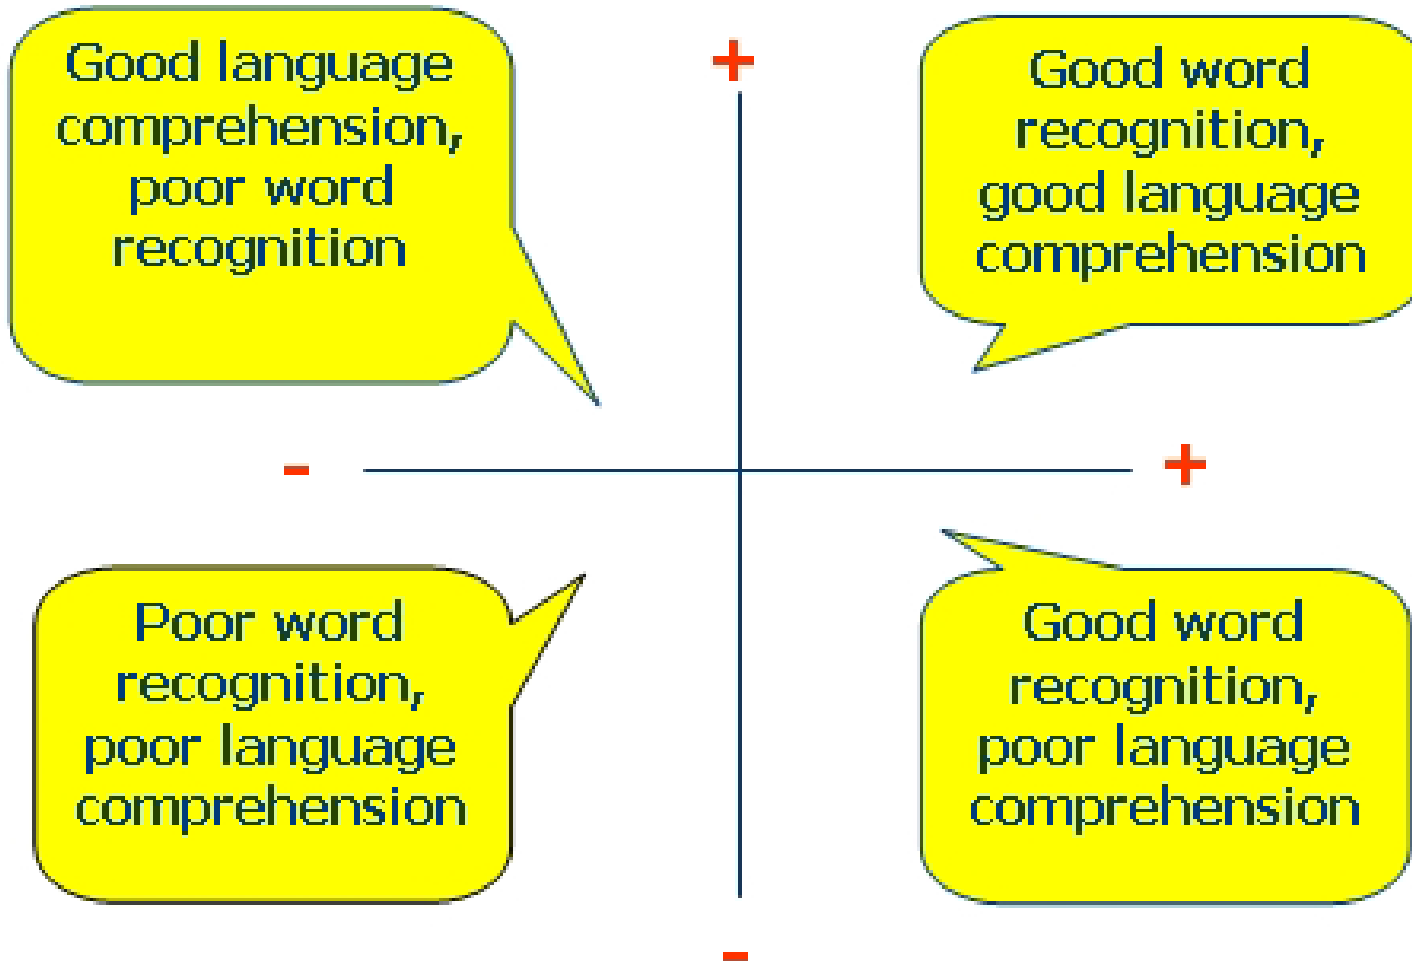 Good language
comprehension,
poor word
recognition
+
Good word
recognition,
good language
comprehension
-
+
Poor word
recognition,
poor language
comprehension
Good word
recognition,
poor language
comprehension
-